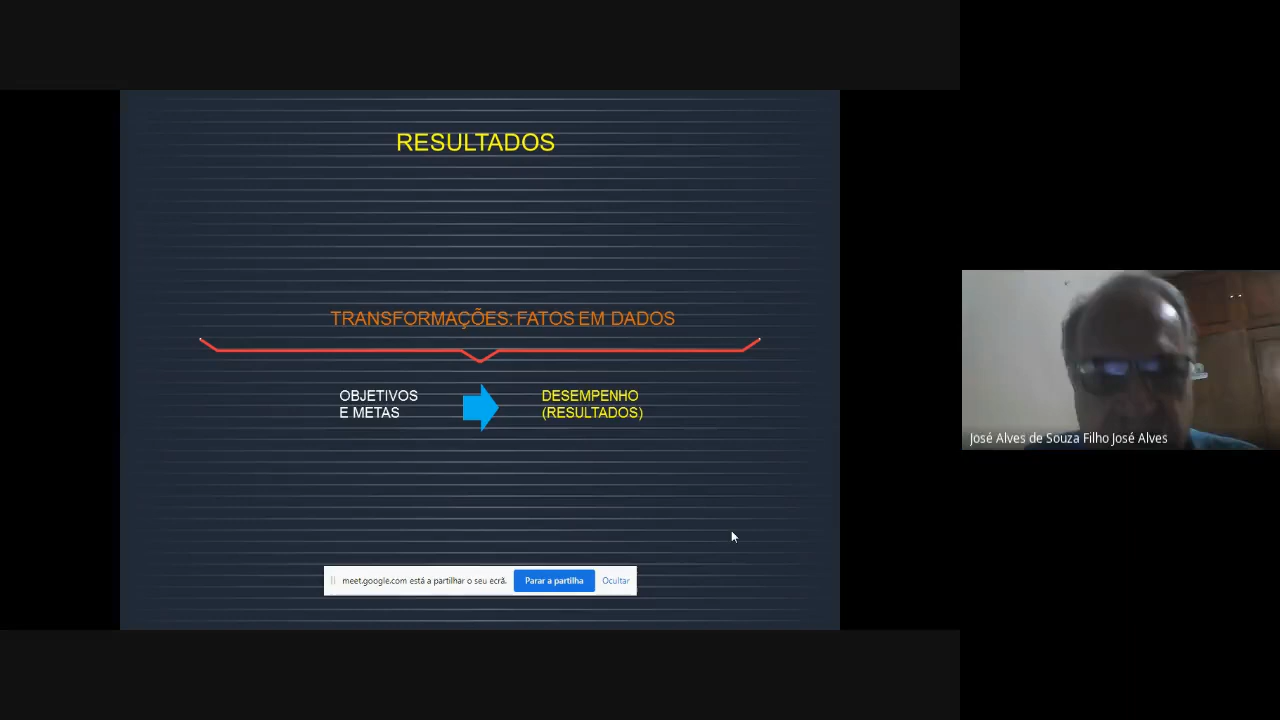 RESULTADOS
TRANSFORMAÇÕES: FATOS EM DADOS
OBJETIVOS
E METAS
DESEMPENHO
(RESULTADOS)
José Alves de Souza Filho José Alves
meet.google.com está a partilhar o seu ecrã. Parar a partilha Ocultar